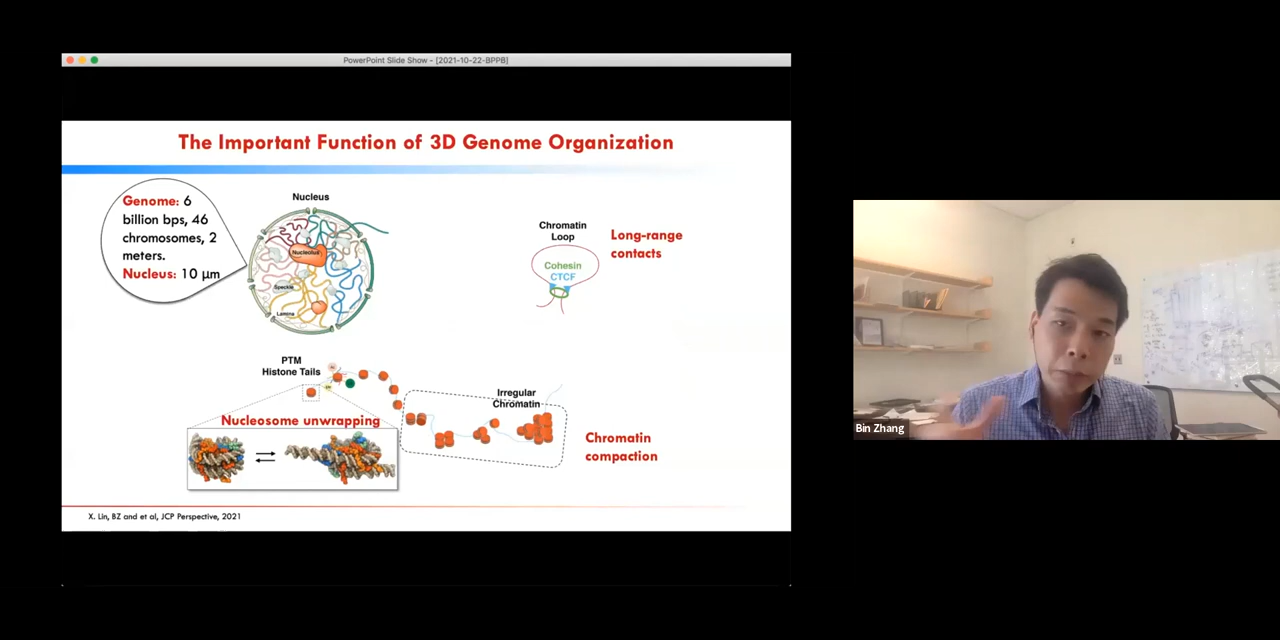 PowerPoint Slide Show - [2021-10-22-BPPB]
The Important Function of 3D Genome Organization
Genome: 6
billion bps, 46
chromosomes, 2
meters.
Nucleus: 10 µm
Nucleus
Nucleolus
Speckle
Lamina
Chromatin
Loop
Cohesin
CTCF
Long-range
contacts
PTM
Histone Tails
Nucleosome unwrapping
Irregular
Chromatin
Chromatin
compaction
X. Lin, BZ and et al, JCP Perspective, 2021
Bin Zhang